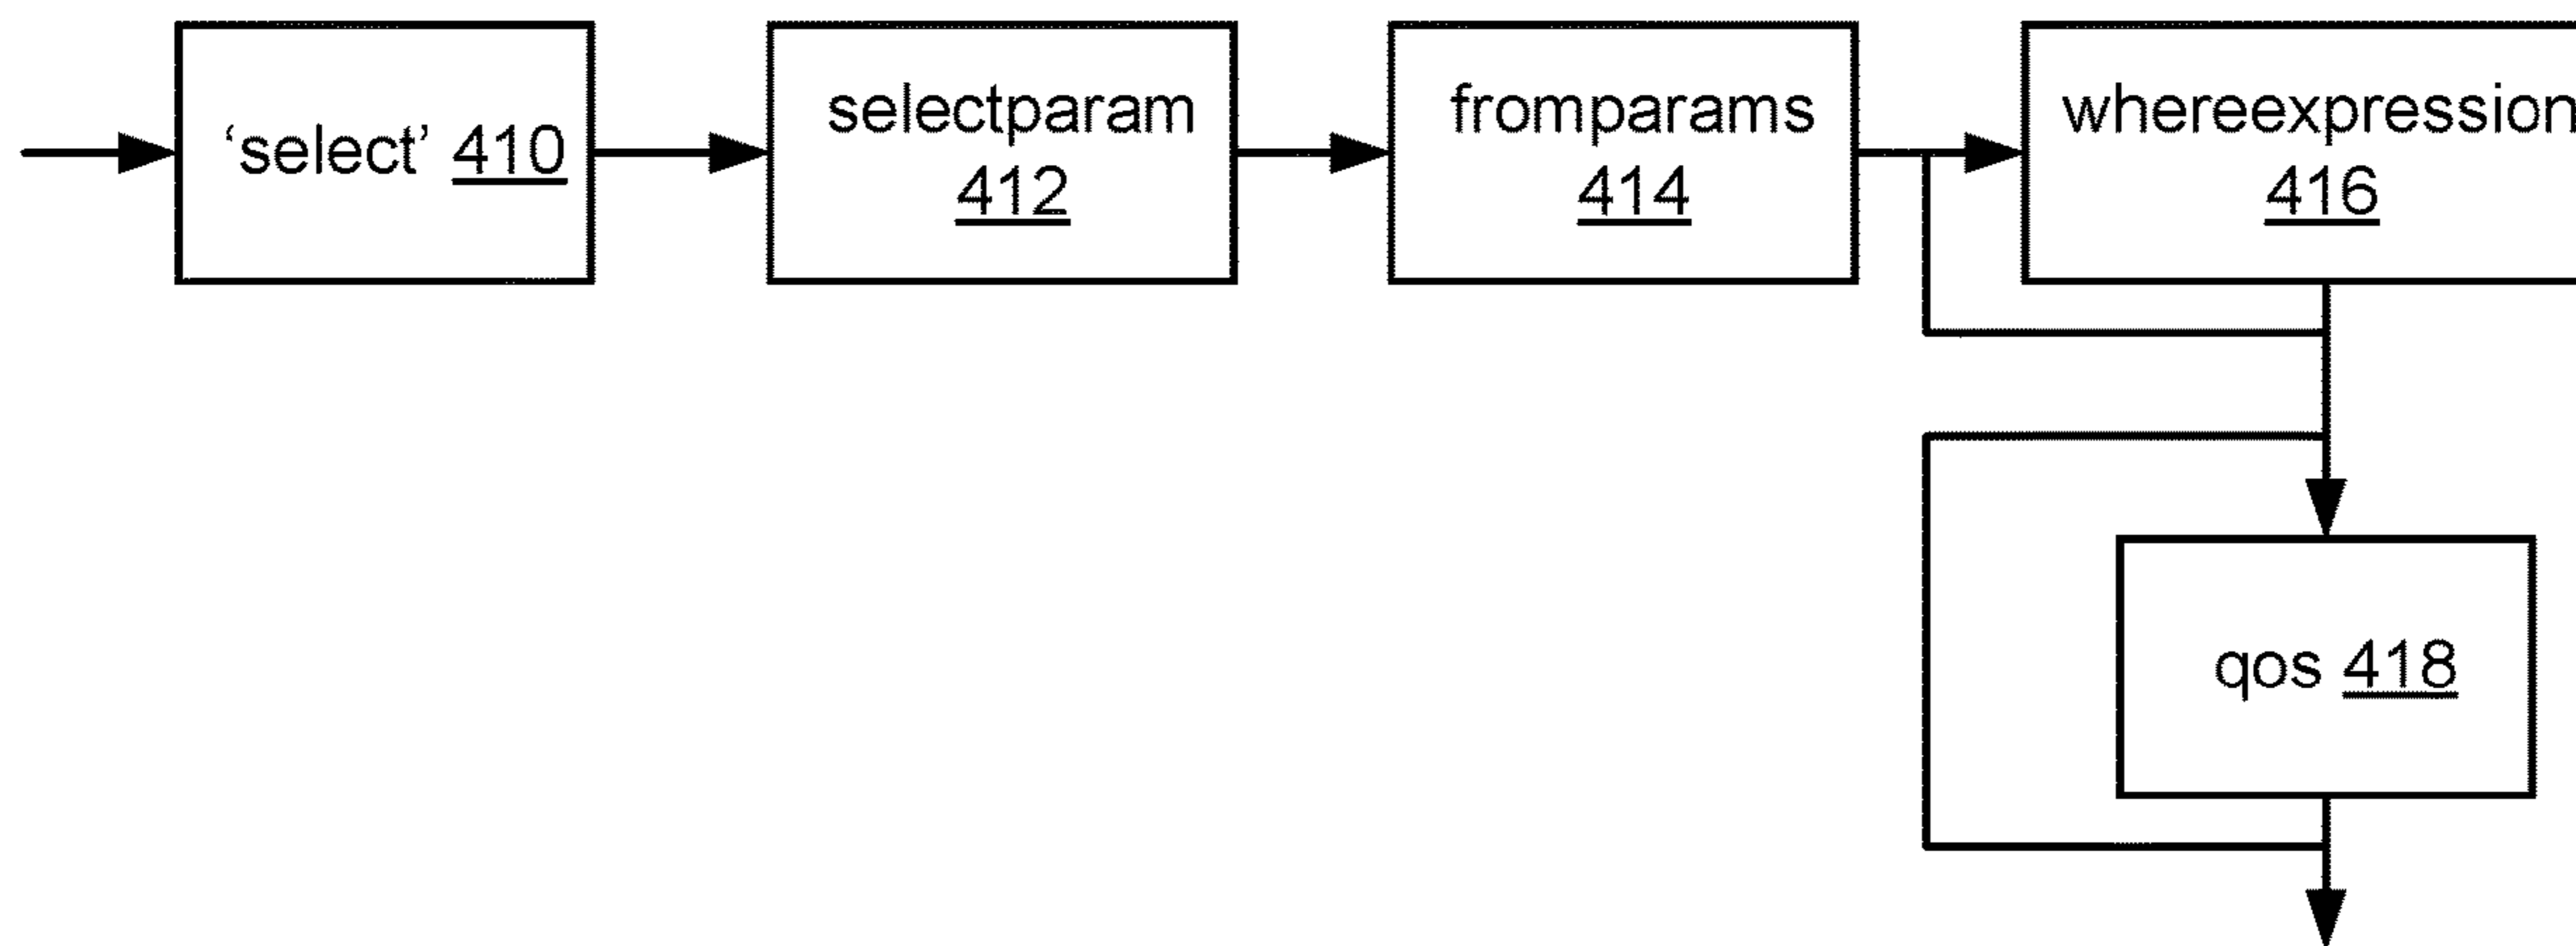 ‘select’ 410
selectparam
412
fromparams
414
whereexpression
416
qos 418